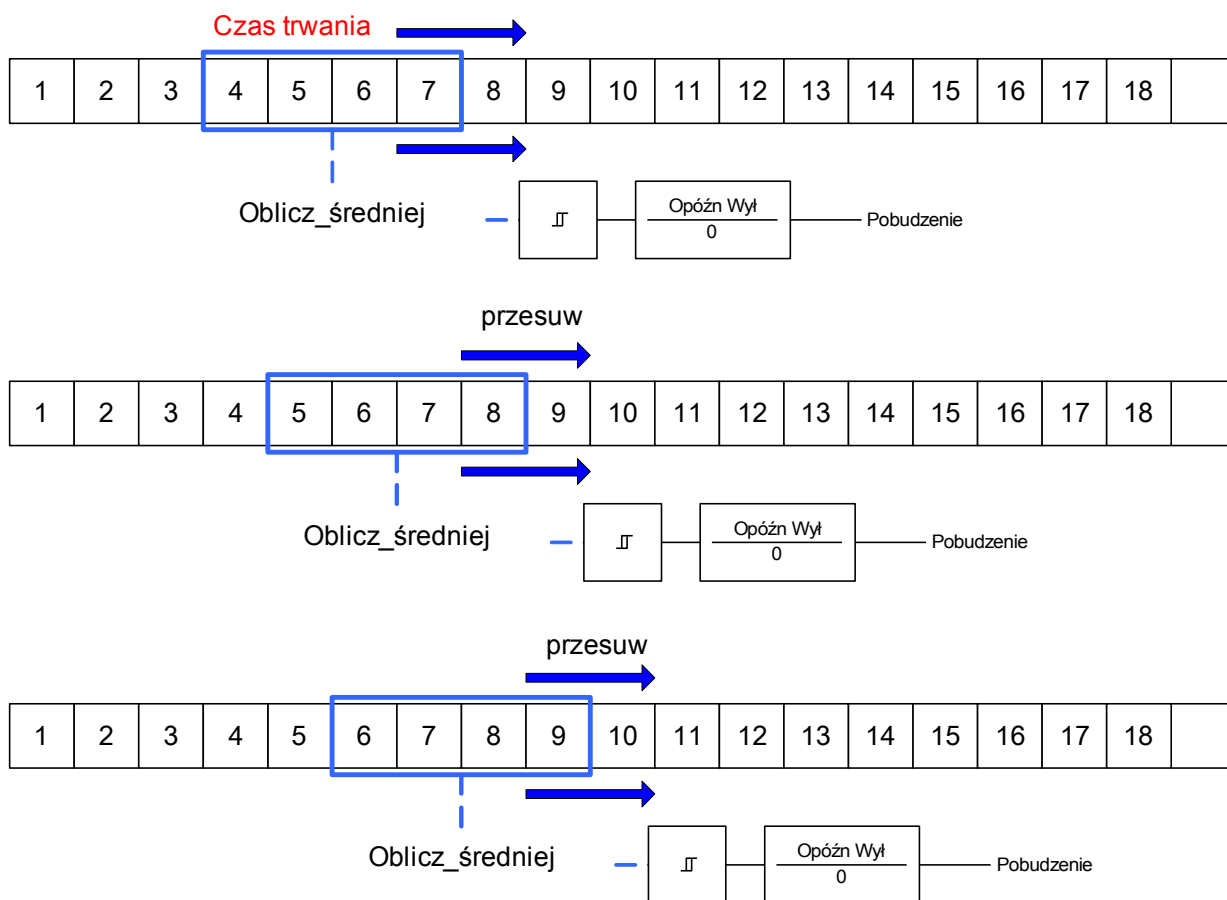 Czas trwania
1 2 3 4 5 6 7 8 9 10 11 12 13 14 15 16 17 18
Oblicz_średniej
Opóźn Wył
0
Pobudzenie
przesuw
1 2 3 4 5 6 7 8 9 10 11 12 13 14 15 16 17 18
Oblicz_średniej
Opóźn Wył
0
Pobudzenie
przesuw
1 2 3 4 5 6 7 8 9 10 11 12 13 14 15 16 17 18
Oblicz_średniej
Opóźn Wył
0
Pobudzenie